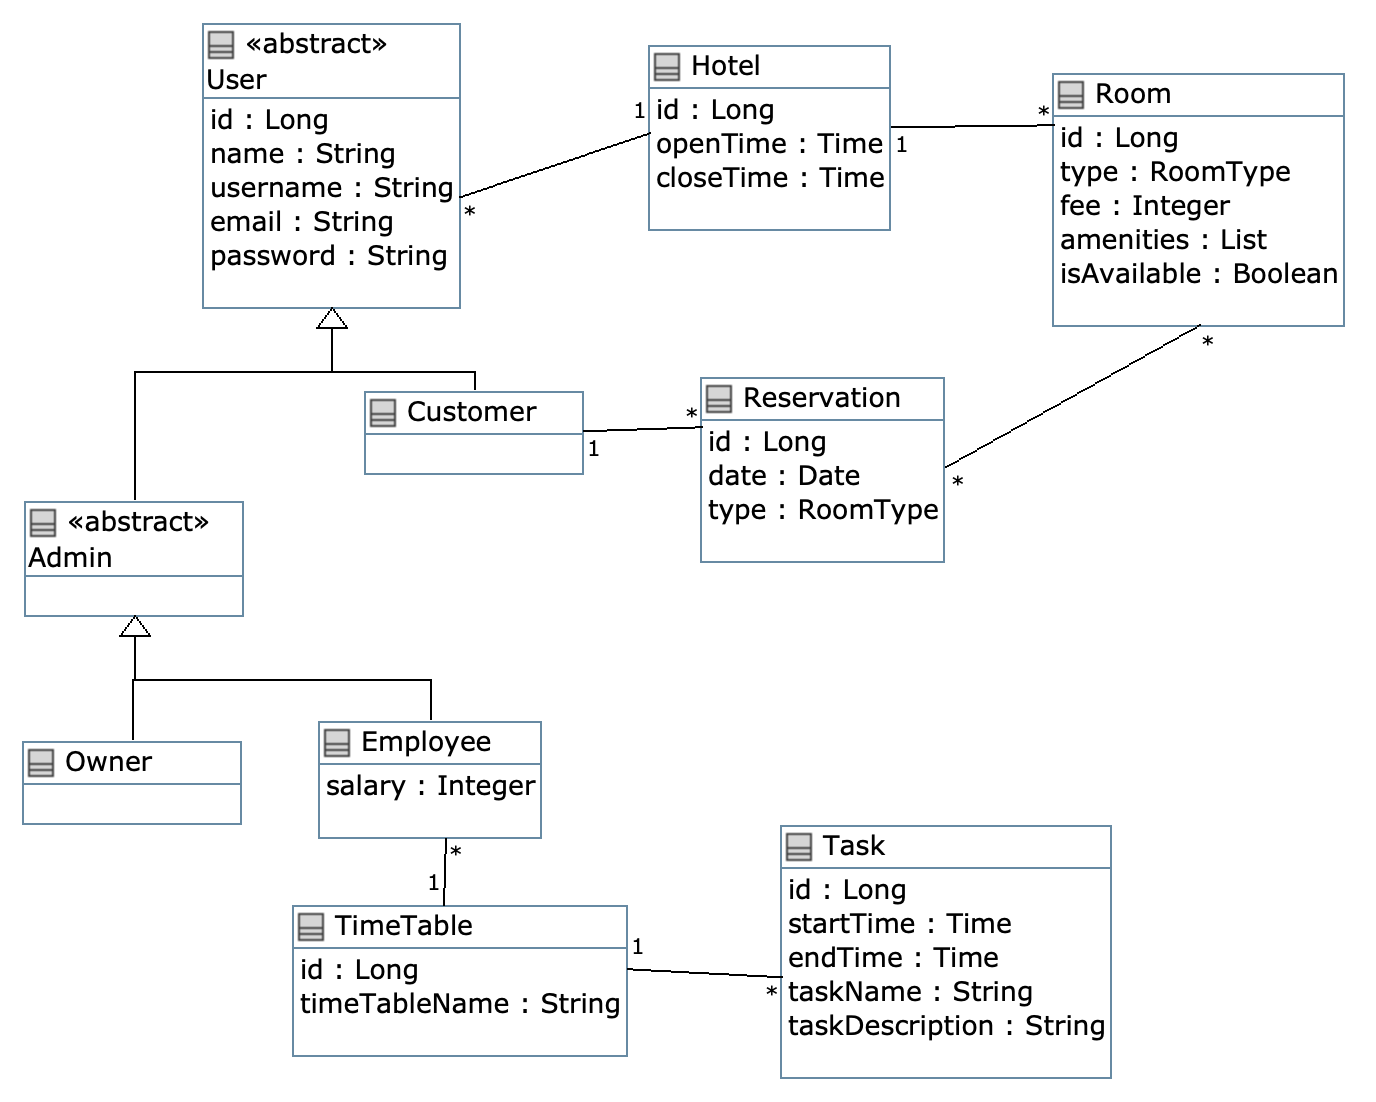 «abstract»
User
id : Long
name : String
username : String
email : String
password : String
1
*
Hotel
id : Long
openTime : Time
closeTime : Time
1
*
Room
id : Long
type : RoomType
fee : Integer
amenities : List
isAvailable : Boolean
*
Customer
1
*
Reservation
id : Long
date : Date
type : RoomType
*
«abstract»
Admin
Owner
Employee
salary : Integer
*
1
TimeTable
id : Long
timeTableName : String
1
*
Task
id : Long
startTime : Time
endTime : Time
taskName : String
taskDescription : String